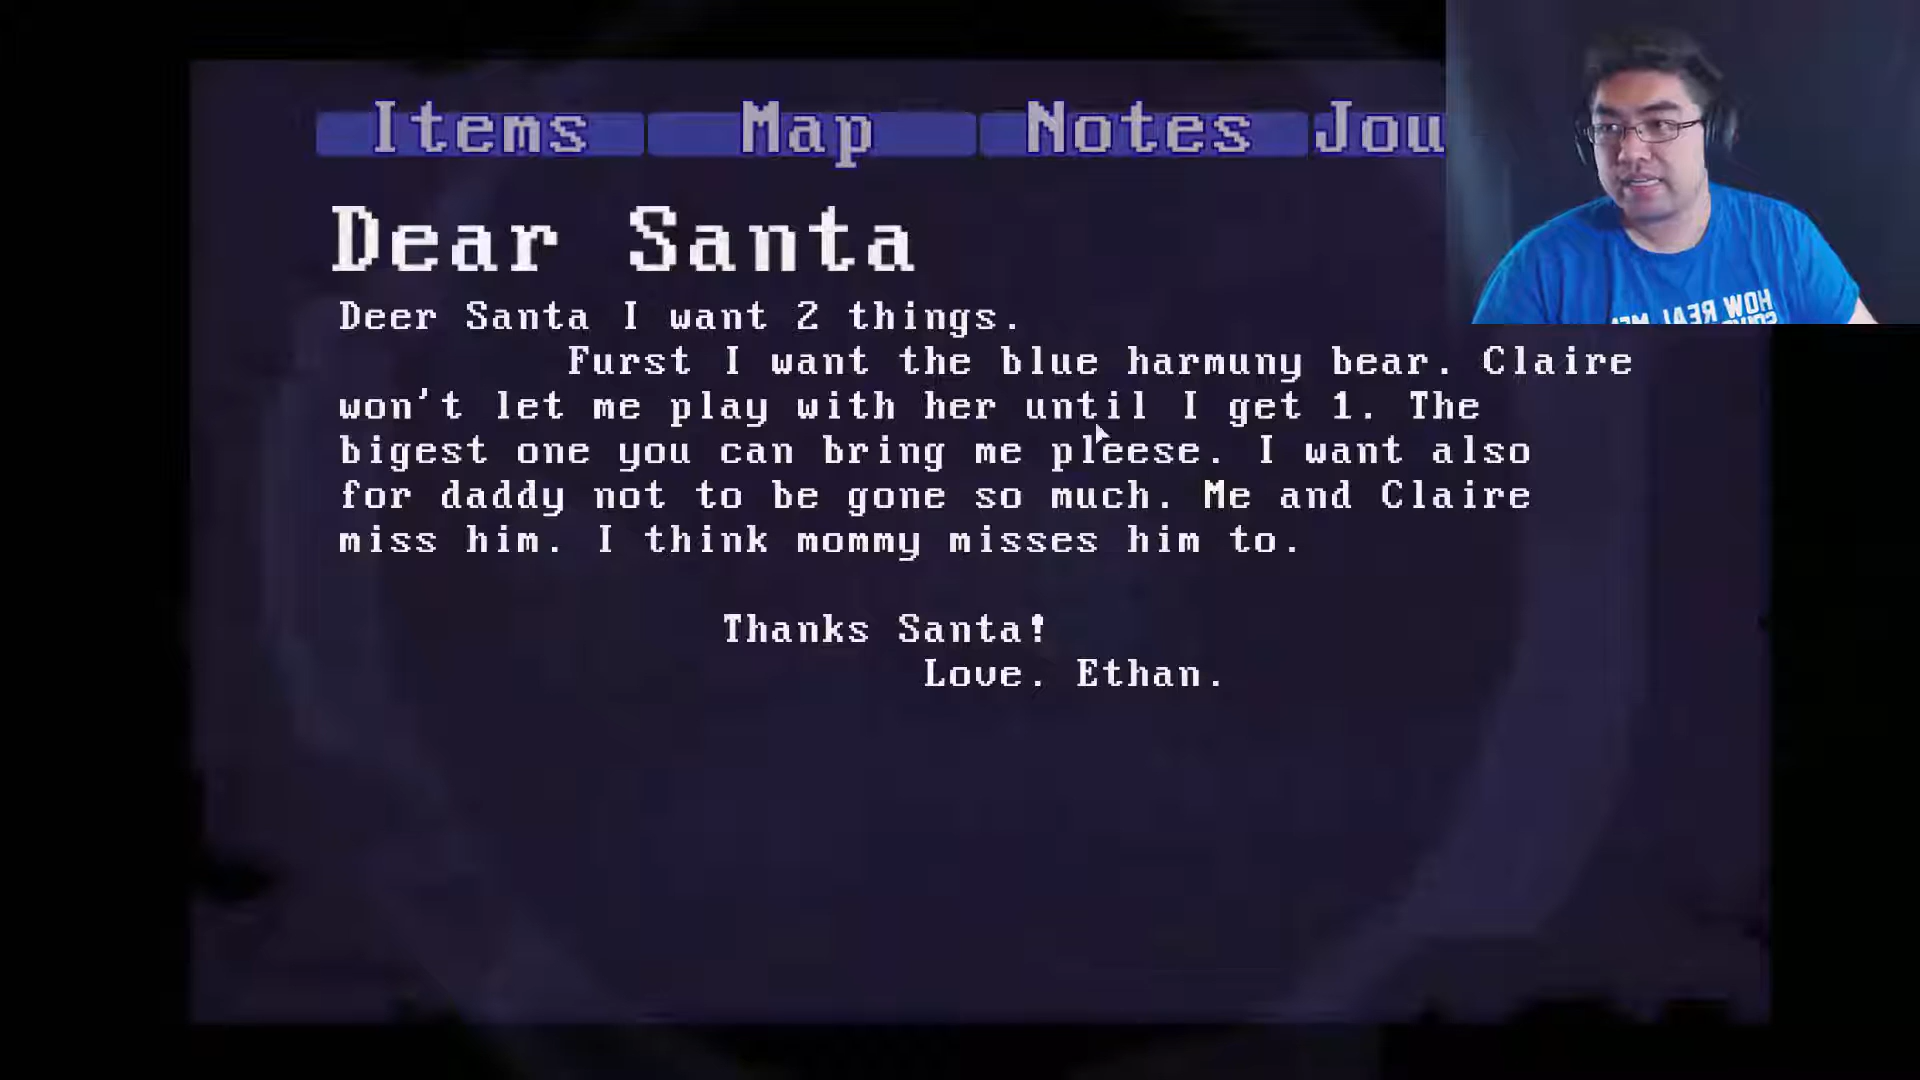 Items Map Notes Jou
Dear Santa
Deer Santa I want 2 things.
Furst I want the blue harmuny bear. Claire
won't let me play with her until I get 1. The
bigest one you can bring me pleese. I want also
for daddy not to be gone so much. Me and Claire
miss him. I think mommy misses him to.
Thanks Santa!
Love. Ethan.
HOW REAL